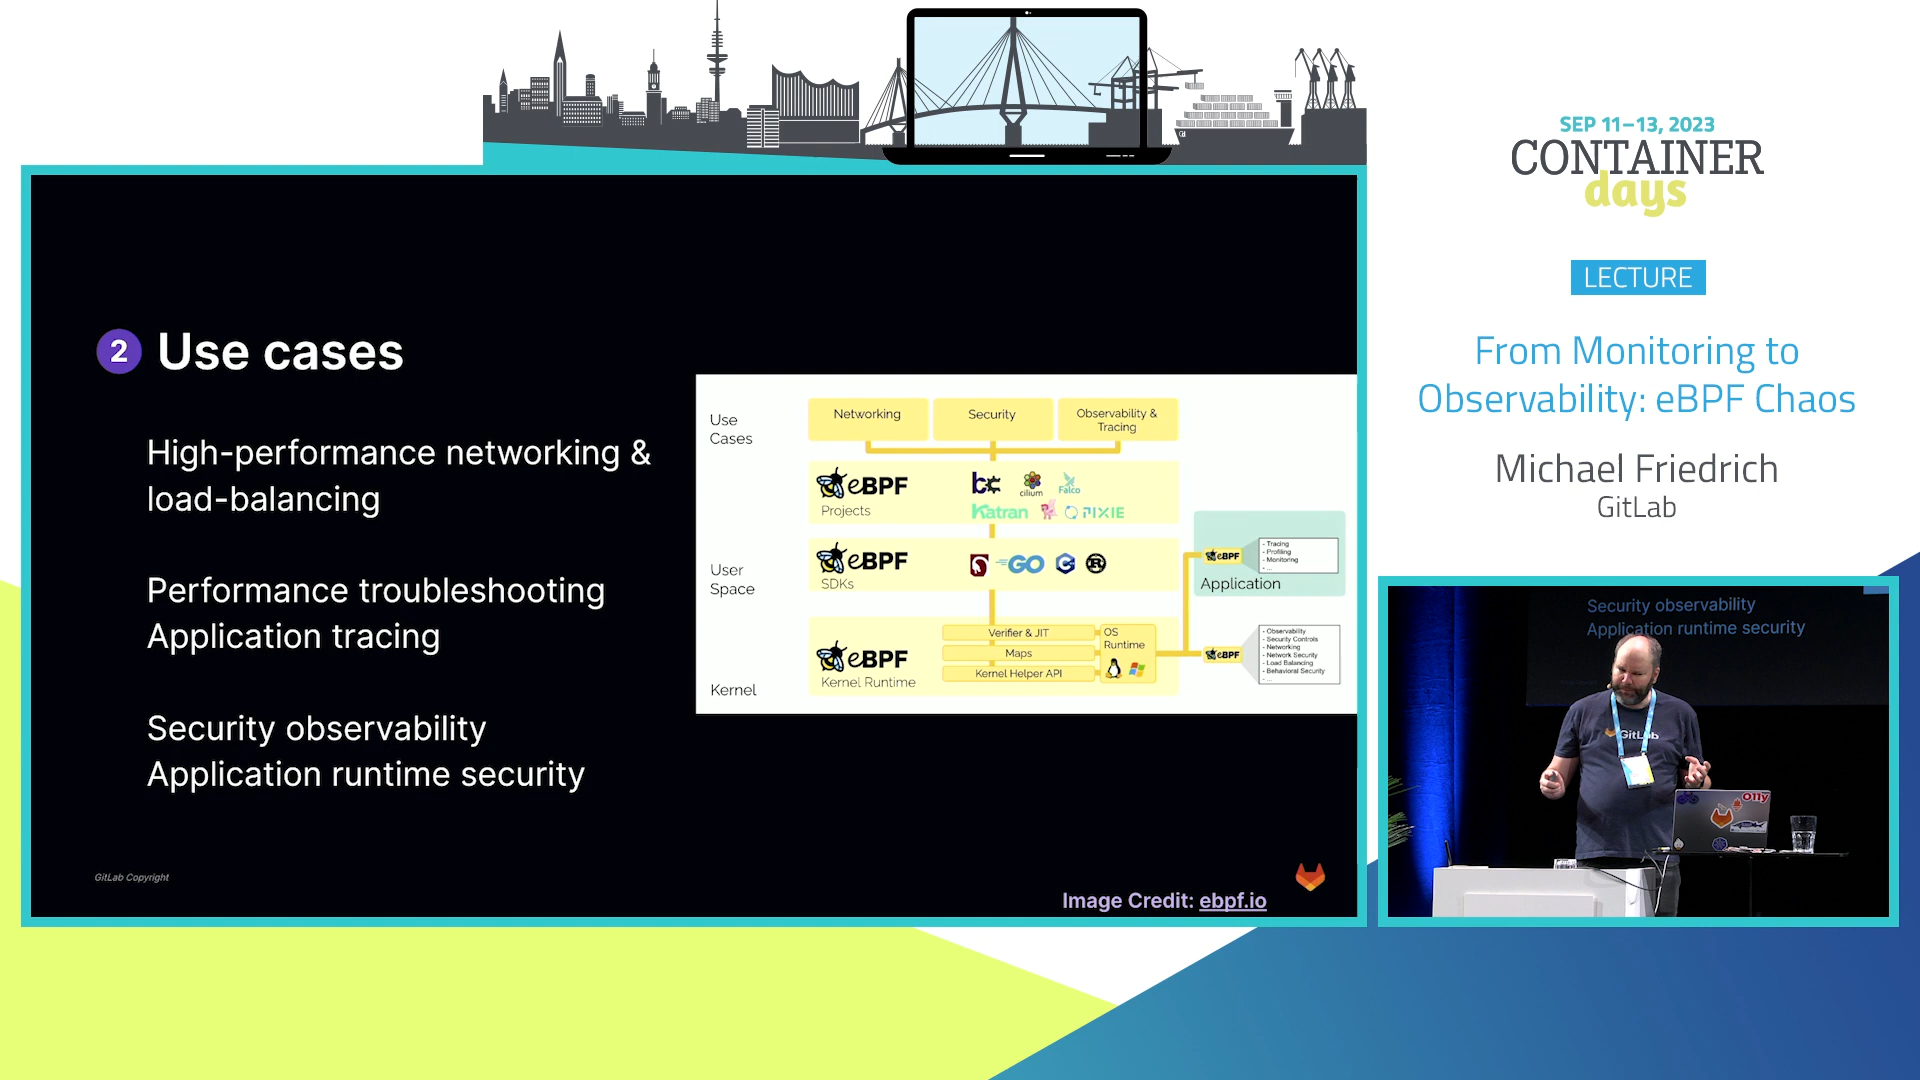 SEP 11–13, 2023
CONTAINER
days
LECTURE
From Monitoring to
Observability: eBPF Chaos
Michael Friedrich
GitLab
2 Use cases
High-performance networking &
load-balancing
Performance troubleshooting
Application tracing
Security observability
Application runtime security
GitLab Copyright
Image Credit: ebpf.io
Use
Cases
Networking
Security
Observability &
Tracing
eBPF
Projects
cilium
Falco
Katran
PIXIE
User
Space
eBPF
SDKs
GO
C
R
Kernel
eBPF
Kernel Runtime
Verifier & JIT
Maps
Kernel Helper API
OS
Runtime
eBPF
- Tracing
- Profiling
- Monitoring
- ...
Application
eBPF
- Observability
- Security Controls
- Networking
- Network Security
- Load Balancing
- Behavioral Security
- ...
Security observability
Application runtime security
GitLab
o11y